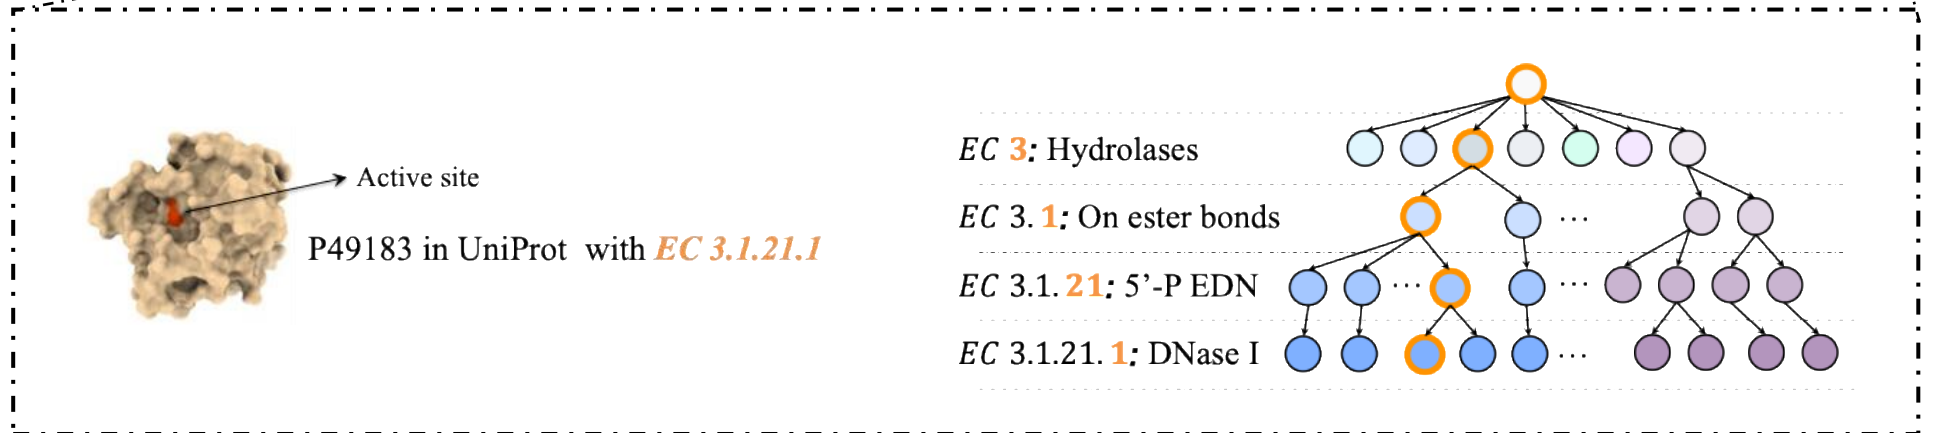 Active site
P49183 in UniProt with EC 3.1.21.1
EC 3: Hydrolases
EC 3.1: On ester bonds
...
EC 3.1.21: 5’-P EDN
... ... ...
EC 3.1.21.1: DNase I
...